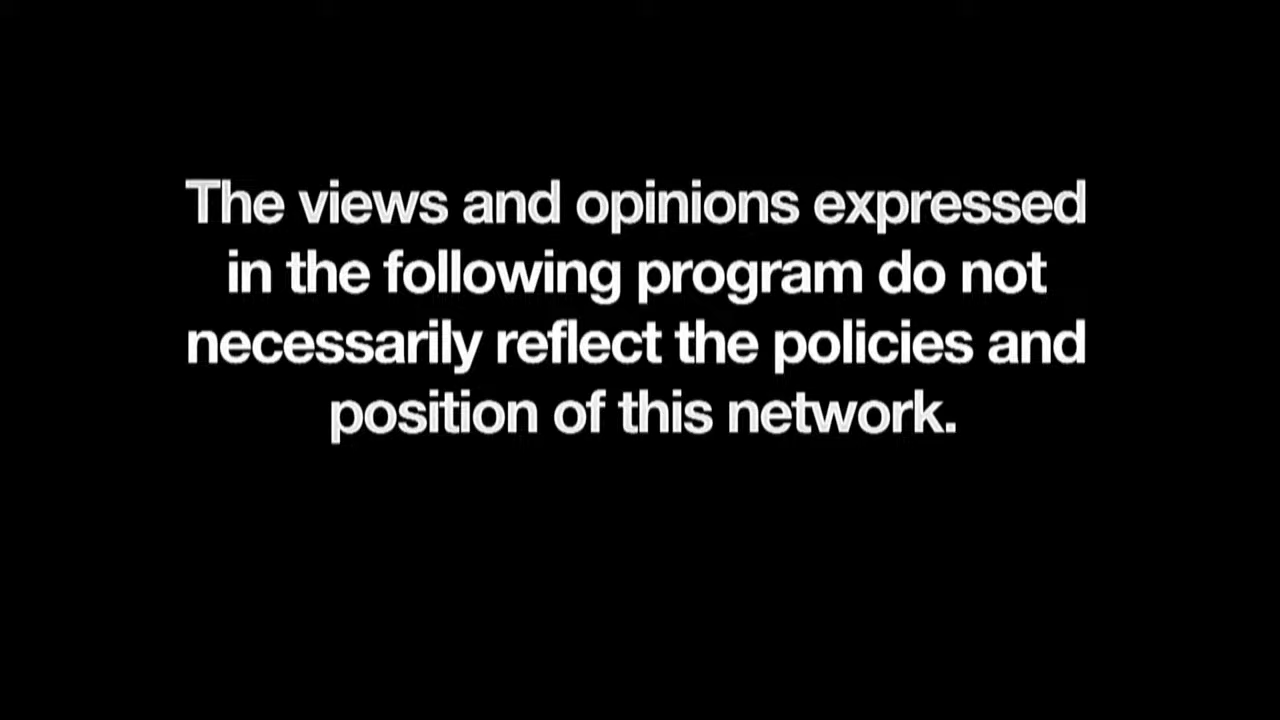 The views and opinions expressed
in the following program do not
necessarily reflect the policies and
position of this network.